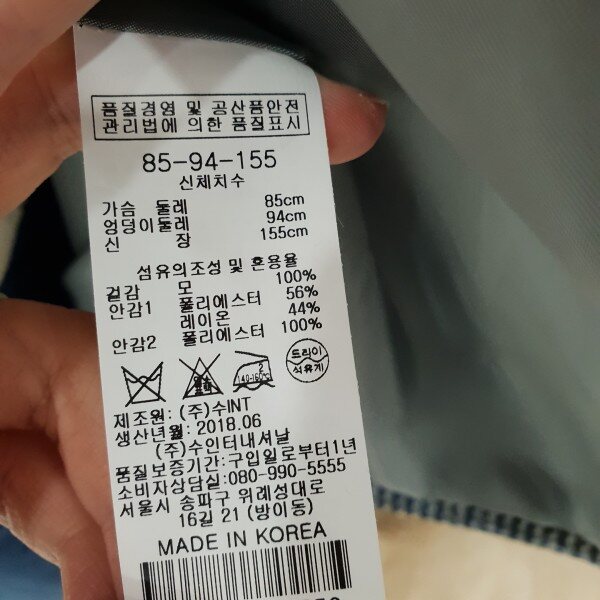 품질경영 및 공산품안전
관리법에 의한 품질표시
85-94-155
신체치수
가슴 둘레 85cm
엉덩이둘레 94cm
신 장 155cm
섬유의조성 및 혼용율
겉감 모 100%
안감1 폴리에스터 56%
레이온 44%
안감2 폴리에스터 100%
2
140-160℃
드라이
석유계
제조원: (주)수INT
생산년월: 2018.06
(주)수인터내셔날
품질보증기간:구입일로부터1년
소비자상담실:080-990-5555
서울시 송파구 위례성대로
16길 21 (방이동)
MADE IN KOREA